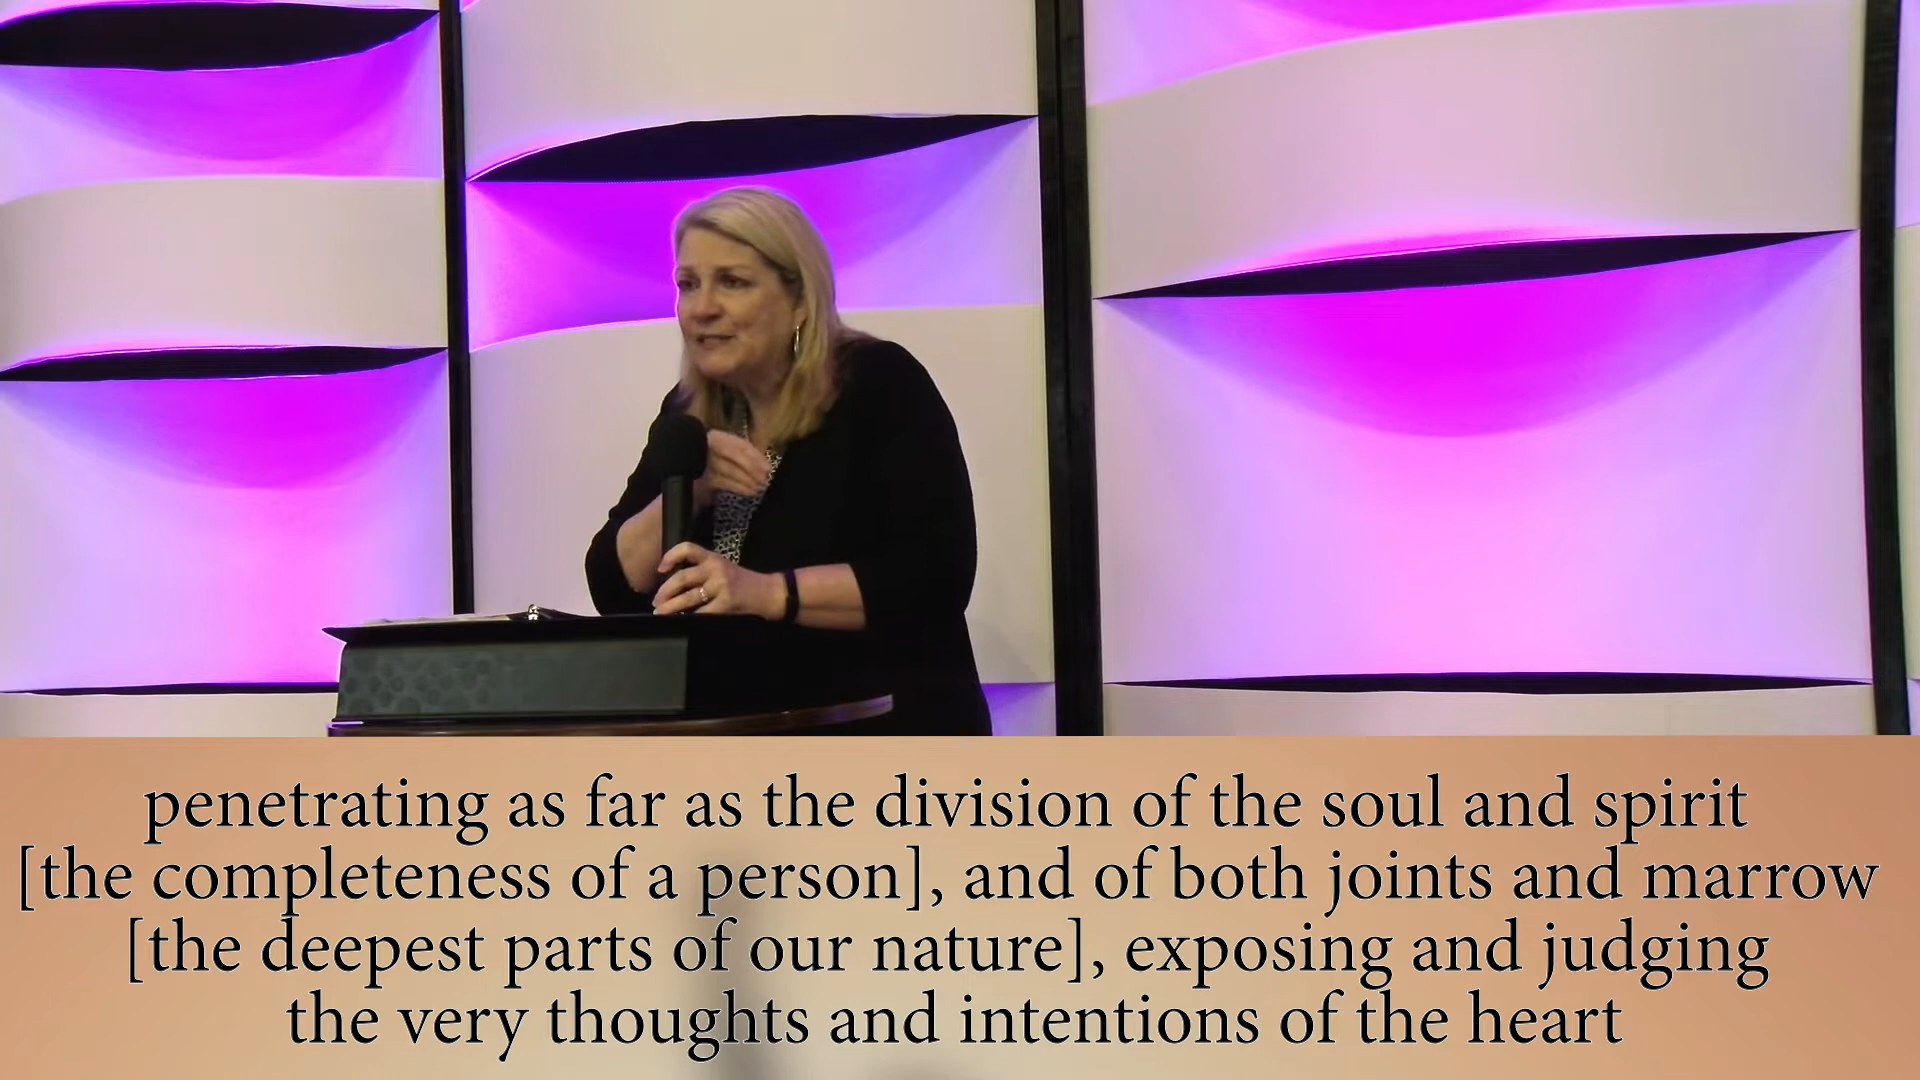 penetrating as far as the division of the soul and spirit
[the completeness of a person], and of both joints and marrow
[the deepest parts of our nature], exposing and judging
the very thoughts and intentions of the heart